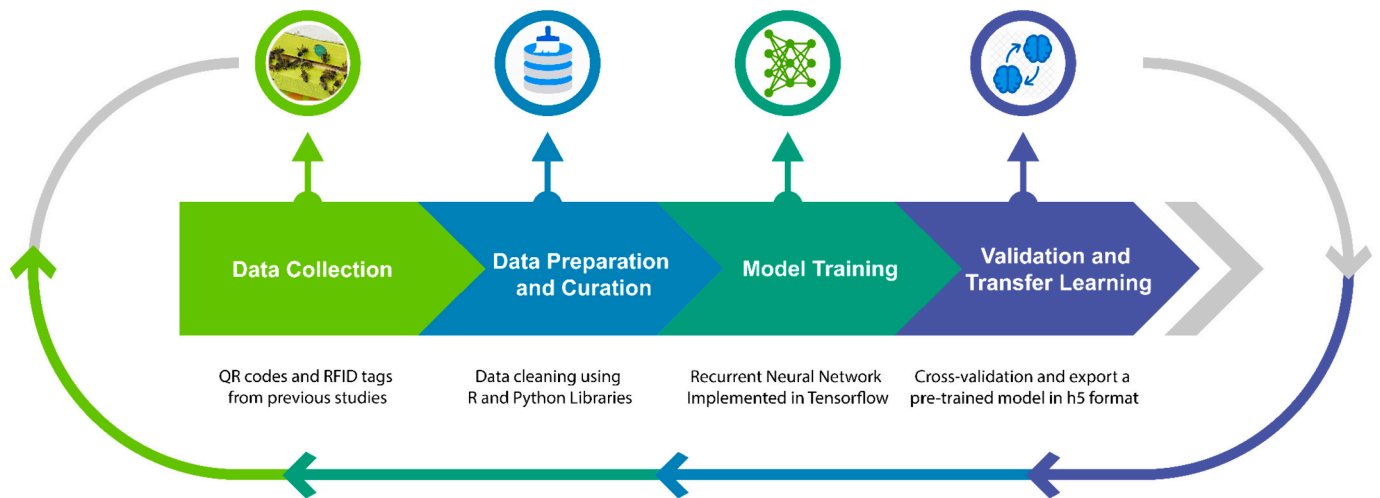 Data Collection
Data Preparation
and Curation
Model Training
Validation and
Transfer Learning
QR codes and RFID tags
from previous studies
Data cleaning using
R and Python Libraries
Recurrent Neural Network
Implemented in Tensorflow
Cross-validation and export a
pre-trained model in h5 format